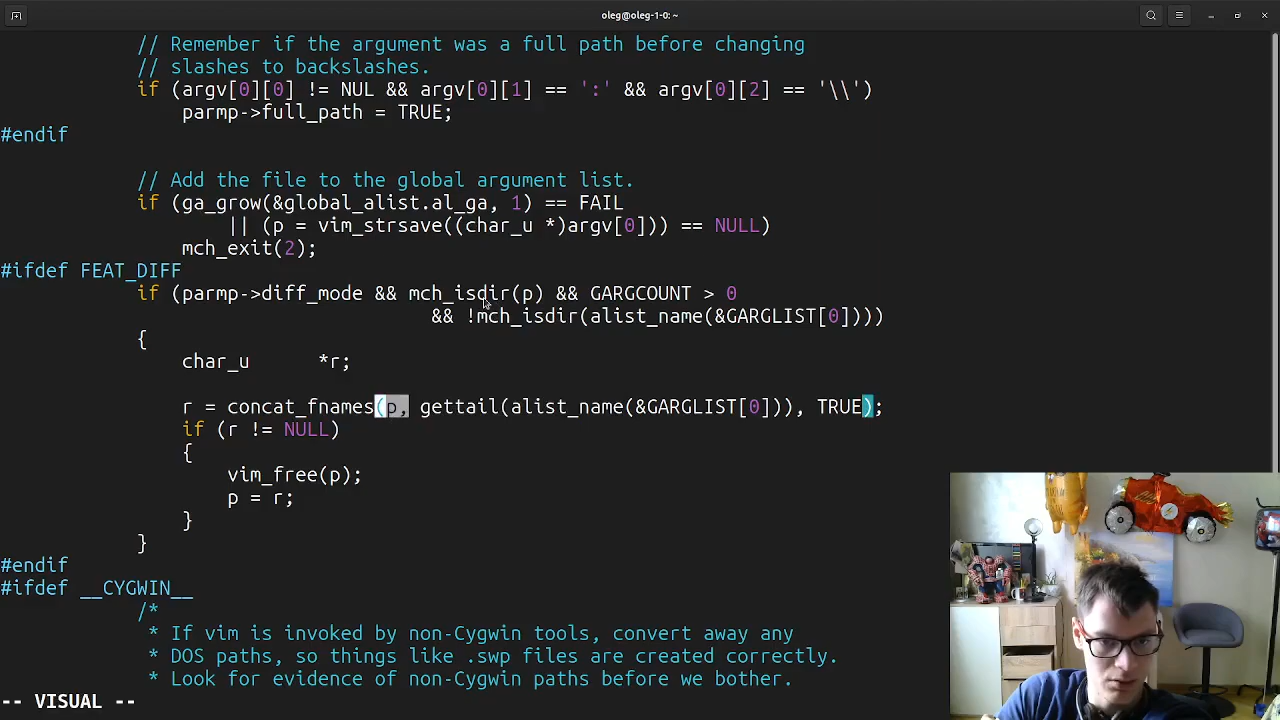 oleg@oleg-1-0: ~
// Remember if the argument was a full path before changing
// slashes to backslashes.
if (argv[0][0] != NUL && argv[0][1] == ':' && argv[0][2] == '\\')
parmp->full_path = TRUE;
#endif
// Add the file to the global argument list.
if (ga_grow(&global_alist.al_ga, 1) == FAIL
|| (p = vim_strsave((char_u *)argv[0])) == NULL)
mch_exit(2);
#ifdef FEAT_DIFF
if (parmp->diff_mode && mch_isdir(p) && GARGCOUNT > 0
&& !mch_isdir(alist_name(&GARGLIST[0])))
{
char_u *r;
r = concat_fnames(p, gettail(alist_name(&GARGLIST[0])), TRUE);
if (r != NULL)
{
vim_free(p);
p = r;
}
}
#endif
#ifdef __CYGWIN__
/*
* If vim is invoked by non-Cygwin tools, convert away any
* DOS paths, so things like .swp files are created correctly.
* Look for evidence of non-Cygwin paths before we bother.
-- VISUAL --